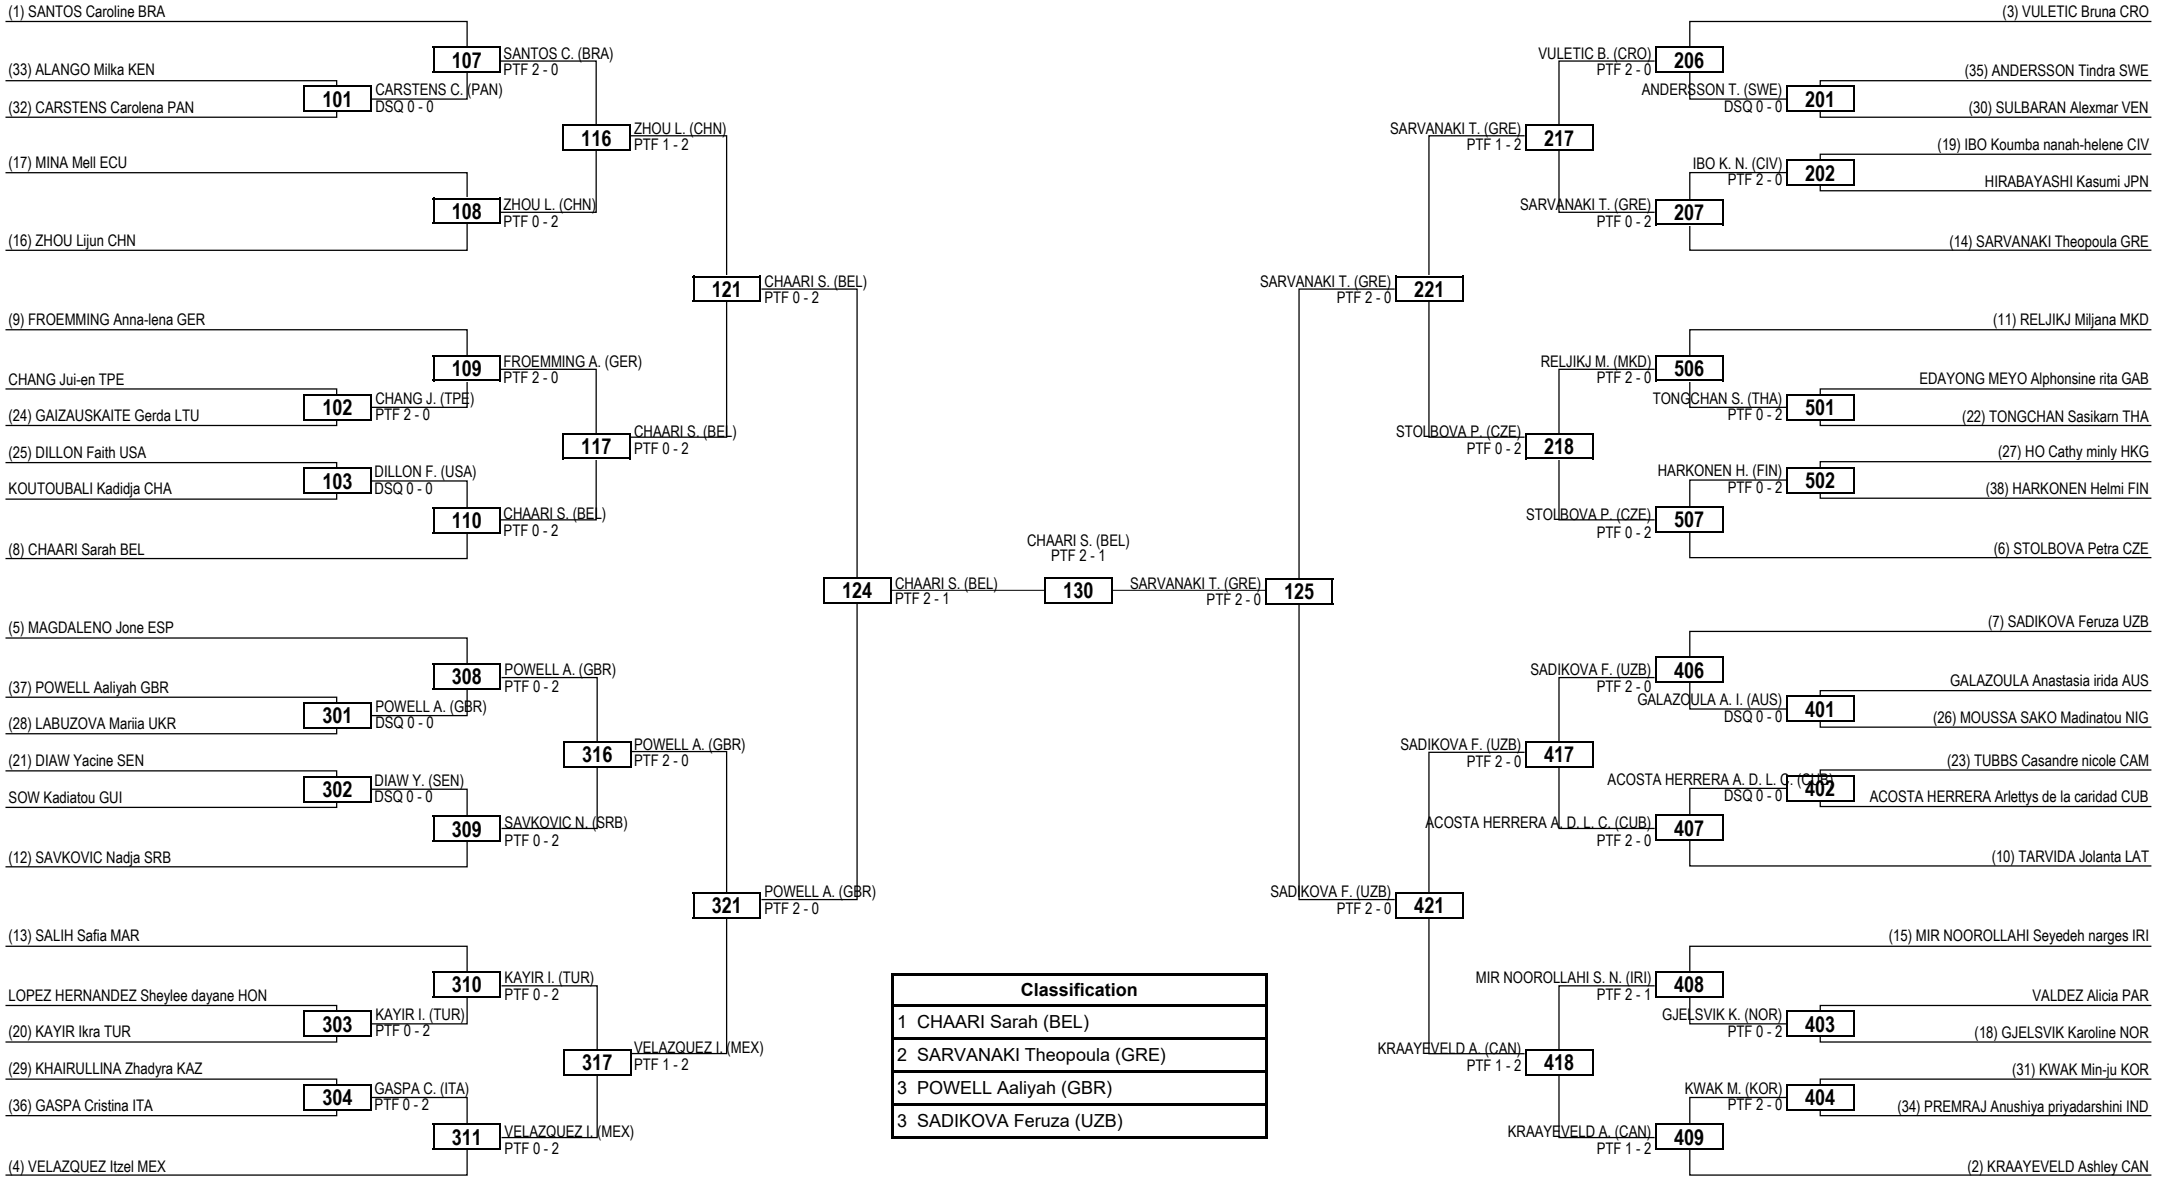 (1) SANTOS Caroline BRA
107
SANTOS C. (BRA)
PTF 2 - 0
(33) ALANGO Milka KEN
101
CARSTENS C. (PAN)
DSQ 0 - 0
(32) CARSTENS Carolena PAN
116
ZHOU L. (CHN)
PTF 1 - 2
(17) MINA Mell ECU
108
ZHOU L. (CHN)
PTF 0 - 2
(16) ZHOU Lijun CHN
121
CHAARI S. (BEL)
PTF 0 - 2
(9) FROEMMING Anna-lena GER
109
FROEMMING A. (GER)
PTF 2 - 0
CHANG Jui-en TPE
102
CHANG J. (TPE)
PTF 2 - 0
(24) GAIZAUSKAITE Gerda LTU
117
CHAARI S. (BEL)
PTF 0 - 2
(25) DILLON Faith USA
103
DILLON F. (USA)
DSQ 0 - 0
KOUTOUBALI Kadidja CHA
110
CHAARI S. (BEL)
PTF 0 - 2
(8) CHAARI Sarah BEL
124
CHAARI S. (BEL)
PTF 2 - 1
(5) MAGDALENO Jone ESP
308
POWELL A. (GBR)
PTF 0 - 2
(37) POWELL Aaliyah GBR
301
POWELL A. (GBR)
DSQ 0 - 0
(28) LABUZOVA Mariia UKR
316
POWELL A. (GBR)
PTF 2 - 0
(21) DIAW Yacine SEN
302
DIAW Y. (SEN)
DSQ 0 - 0
SOW Kadiatou GUI
309
SAVKOVIC N. (SRB)
PTF 0 - 2
(12) SAVKOVIC Nadja SRB
321
POWELL A. (GBR)
PTF 2 - 0
(13) SALIH Safia MAR
310
KAYIR I. (TUR)
PTF 0 - 2
LOPEZ HERNANDEZ Sheylee dayane HON
303
KAYIR I. (TUR)
PTF 0 - 2
(20) KAYIR Ikra TUR
317
VELAZQUEZ I. (MEX)
PTF 1 - 2
(29) KHAIRULLINA Zhadyra KAZ
304
GASPA C. (ITA)
PTF 0 - 2
(36) GASPA Cristina ITA
311
VELAZQUEZ I. (MEX)
PTF 0 - 2
(4) VELAZQUEZ Itzel MEX
CHAARI S. (BEL)
PTF 2 - 1
130
SARVANAKI T. (GRE)
PTF 2 - 0
125
(3) VULETIC Bruna CRO
VULETIC B. (CRO)
PTF 2 - 0
206
(35) ANDERSSON Tindra SWE
ANDERSSON T. (SWE)
DSQ 0 - 0
201
(30) SULBARAN Alexmar VEN
SARVANAKI T. (GRE)
PTF 1 - 2
217
(19) IBO Koumba nanah-helene CIV
IBO K. N. (CIV)
PTF 2 - 0
202
HIRABAYASHI Kasumi JPN
SARVANAKI T. (GRE)
PTF 0 - 2
207
(14) SARVANAKI Theopoula GRE
SARVANAKI T. (GRE)
PTF 2 - 0
221
(11) RELJIKJ Miljana MKD
RELJIKJ M. (MKD)
PTF 2 - 0
506
EDAYONG MEYO Alphonsine rita GAB
TONGCHAN S. (THA)
PTF 0 - 2
501
(22) TONGCHAN Sasikarn THA
STOLBOVA P. (CZE)
PTF 0 - 2
218
(27) HO Cathy minly HKG
HARKONEN H. (FIN)
PTF 0 - 2
502
(38) HARKONEN Helmi FIN
STOLBOVA P. (CZE)
PTF 0 - 2
507
(6) STOLBOVA Petra CZE
(7) SADIKOVA Feruza UZB
SADIKOVA F. (UZB)
PTF 2 - 0
406
GALAZOULA Anastasia irida AUS
GALAZOULA A. I. (AUS)
DSQ 0 - 0
401
(26) MOUSSA SAKO Madinatou NIG
SADIKOVA F. (UZB)
PTF 2 - 0
417
(23) TUBBS Casandre nicole CAM
ACOSTA HERRERA A. D. L. C. (CUB)
DSQ 0 - 0
402
ACOSTA HERRERA Arlettys de la caridad CUB
ACOSTA HERRERA A. D. L. C. (CUB)
PTF 2 - 0
407
(10) TARVIDA Jolanta LAT
SADIKOVA F. (UZB)
PTF 2 - 0
421
(15) MIR NOOROLLAHI Seyedeh narges IRI
MIR NOOROLLAHI S. N. (IRI)
PTF 2 - 1
408
VALDEZ Alicia PAR
GJELSVIK K. (NOR)
PTF 0 - 2
403
(18) GJELSVIK Karoline NOR
KRAAYEVELD A. (CAN)
PTF 1 - 2
418
(31) KWAK Min-ju KOR
KWAK M. (KOR)
PTF 2 - 0
404
(34) PREMRAJ Anushiya priyadarshini IND
KRAAYEVELD A. (CAN)
PTF 1 - 2
409
(2) KRAAYEVELD Ashley CAN
Classification
1 CHAARI Sarah (BEL)
2 SARVANAKI Theopoula (GRE)
3 POWELL Aaliyah (GBR)
3 SADIKOVA Feruza (UZB)